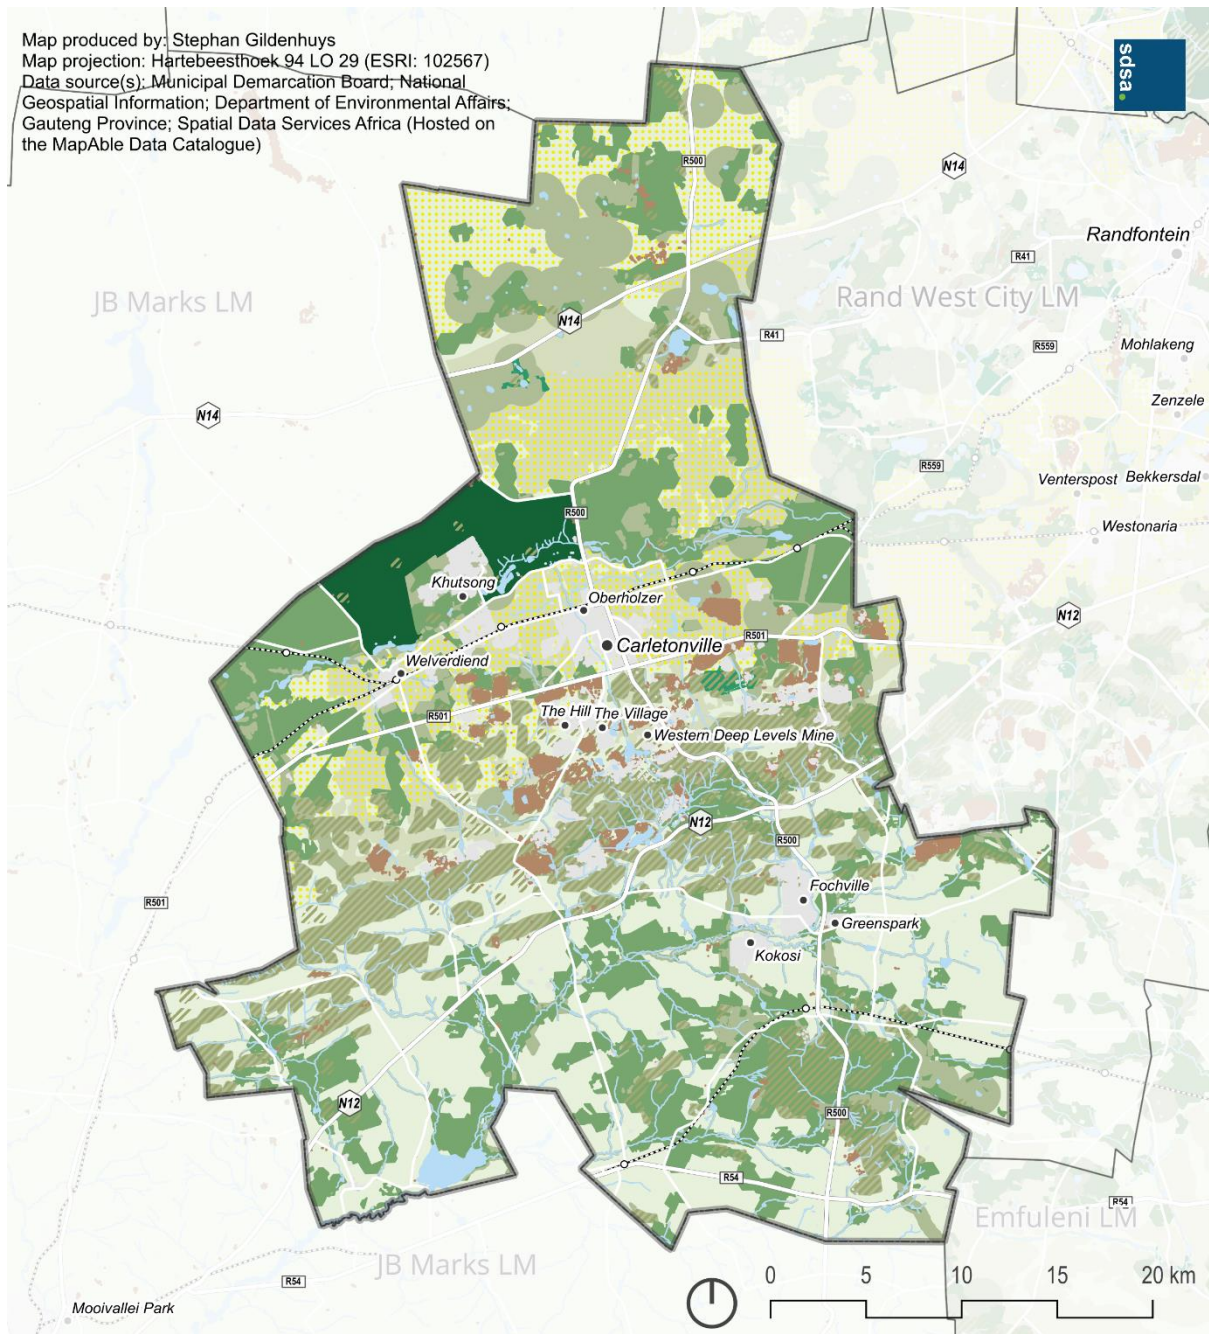 Map produced by: Stephan Gildenhuys
Map projection: Hartebeesthoek 94 LO 29 (ESRI: 102567)
Data source(s): Municipal Demarcation Board; National
Geospatial Information; Department of Environmental Affairs;
Gauteng Province; Spatial Data Services Africa (Hosted on
the MapAble Data Catalogue)
sdsa.
R500
N14
Randfontein
R41
JB Marks LM
Rand West City LM
N14
R41
R559
Mohlakeng
N14
Zenzele
R559
Venterspost
Bekkersdal
R500
Westonaria
Khutsong
Oberholzer
N12
R501
Carletonville
Welverdiend
The Hill
The Village
R501
Western Deep Levels Mine
N12
R500
Fochville
R501
Greenspark
Kokosi
N12
R500
R54
R54
Emfuleni LM
JB Marks LM
R54
Mooivallei Park
0 5 10 15 20 km